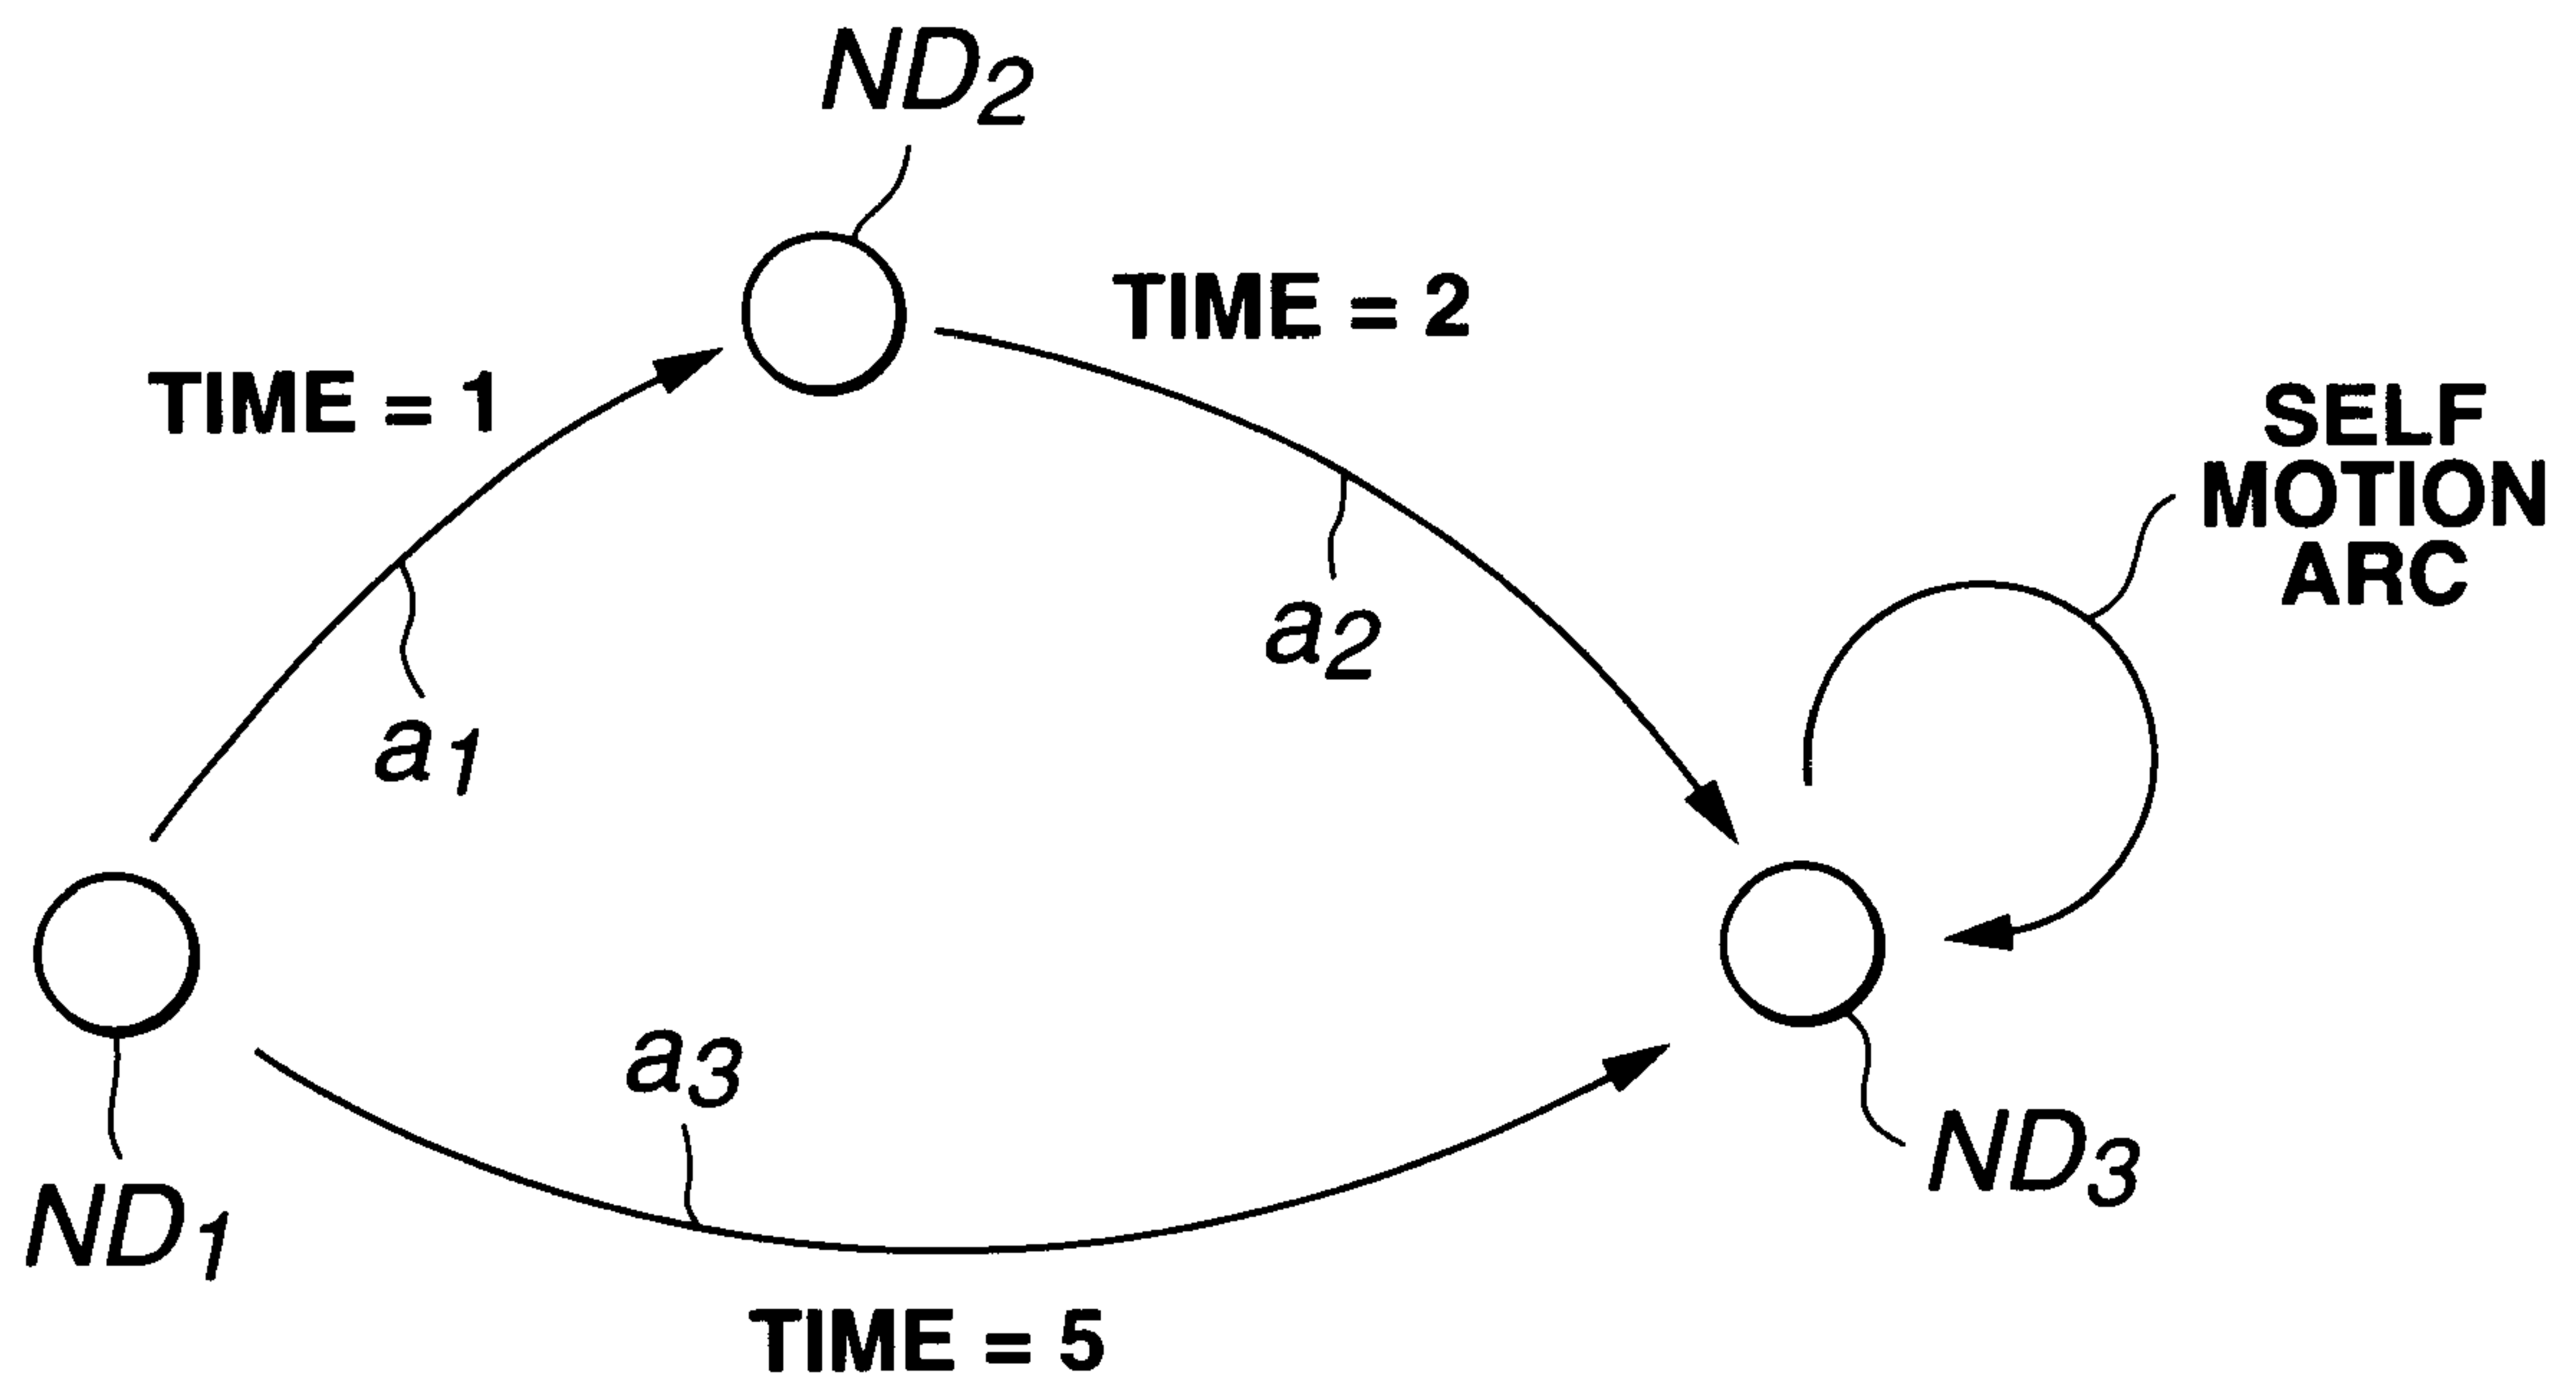 ND2
TIME = 2
TIME = 1
SELF
MOTION
ARC
a2
a1
a3
ND3
ND1
TIME = 5